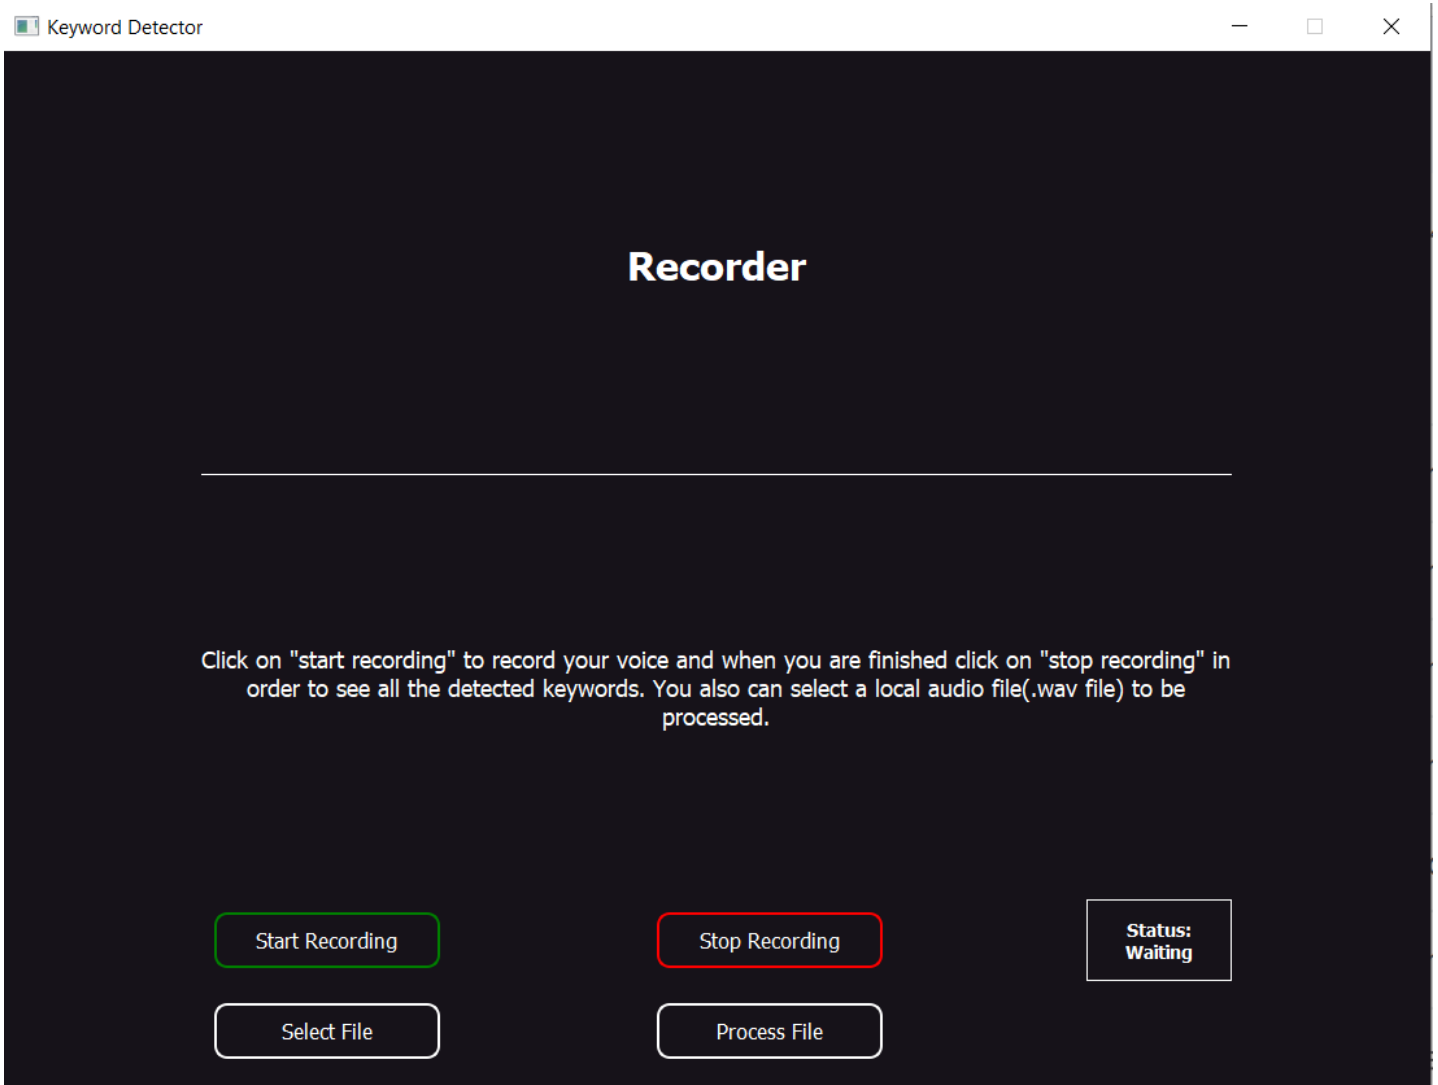 Keyword Detector
Recorder
Click on "start recording" to record your voice and when you are finished click on "stop recording" in
order to see all the detected keywords. You also can select a local audio file(.wav file) to be
processed.
Start Recording
Stop Recording
Status:
Waiting
Select File
Process File